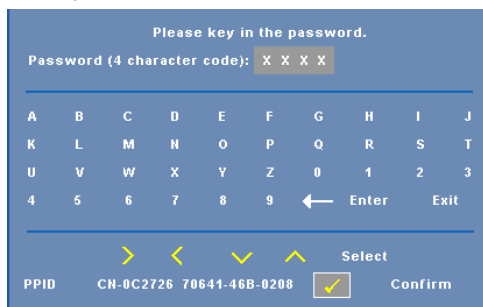 Please key in the password.
Password (4 character code): X X X X
A B C D E F G H I J
K L M N O P Q R S T
U V W X Y Z 0 1 2 3
4 5 6 7 8 9 Enter Exit
Select
PPID CN-0C2726 70641-46B-0208 Confirm